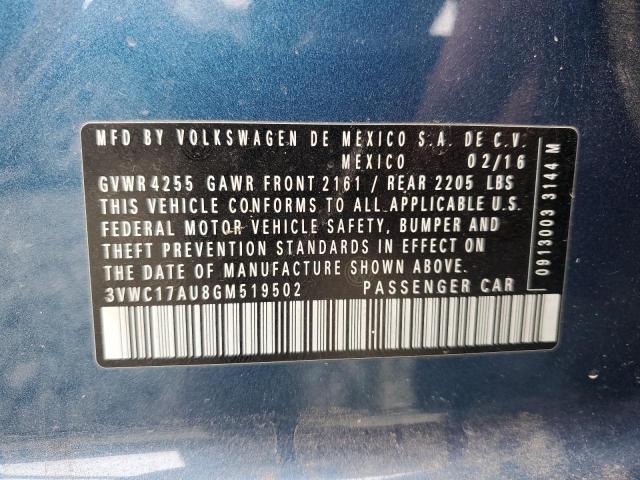 MFD BY VOLKSWAGEN DE MEXICO S.A. DE C.V.
MEXICO 02/16
GVWR 4255 GAWR FRONT 2161 / REAR 2205 LBS
THIS VEHICLE CONFORMS TO ALL APPLICABLE U.S.
FEDERAL MOTOR VEHICLE SAFETY, BUMPER AND
THEFT PREVENTION STANDARDS IN EFFECT ON
THE DATE OF MANUFACTURE SHOWN ABOVE.
3VWC17AU8GM519502 PASSENGER CAR
0913003 3144 M